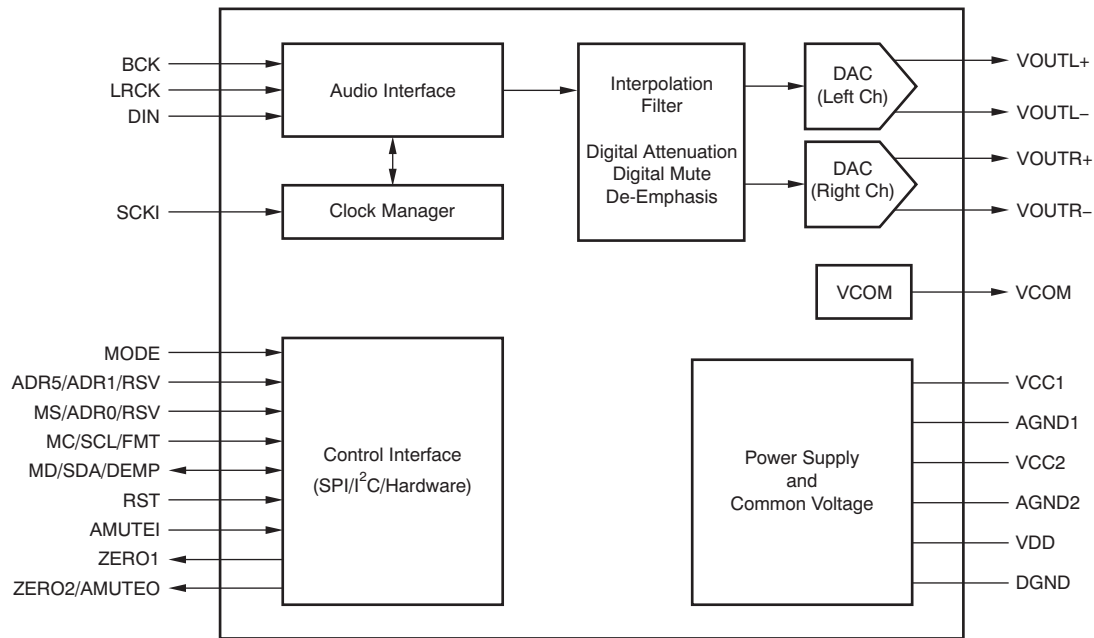 BCK
LRCK
DIN
SCKI
Audio Interface
Clock Manager
Interpolation
Filter
Digital Attenuation
Digital Mute
De-Emphasis
DAC
(Left Ch)
DAC
(Right Ch)
VOUTL+
VOUTL−
VOUTR+
VOUTR−
VCOM
VCOM
MODE
ADR5/ADR1/RSV
MS/ADR0/RSV
MC/SCL/FMT
MD/SDA/DEMP
RST
AMUTEI
ZERO1
ZERO2/AMUTEO
Control Interface
(SPI/I²C/Hardware)
Power Supply
and
Common Voltage
VCC1
AGND1
VCC2
AGND2
VDD
DGND